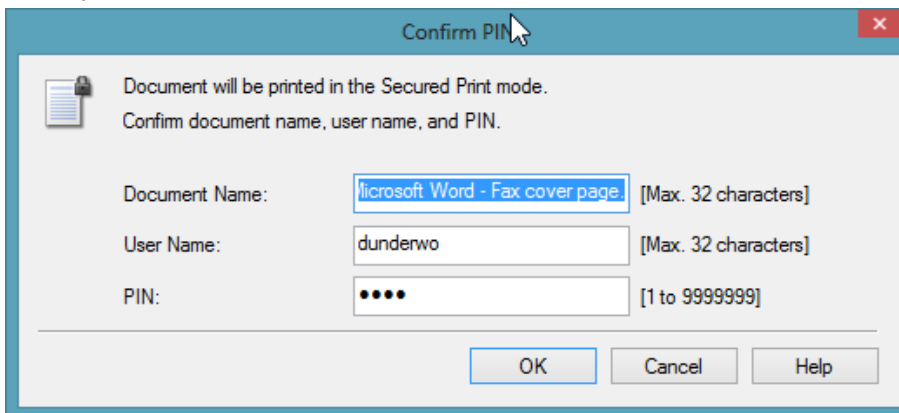 Confirm PIN
Document will be printed in the Secured Print mode.
Confirm document name, user name, and PIN.
Document Name: Microsoft Word - Fax cover page. [Max. 32 characters]
User Name: dunderwo [Max. 32 characters]
PIN: •••• [1 to 9999999]
OK Cancel Help